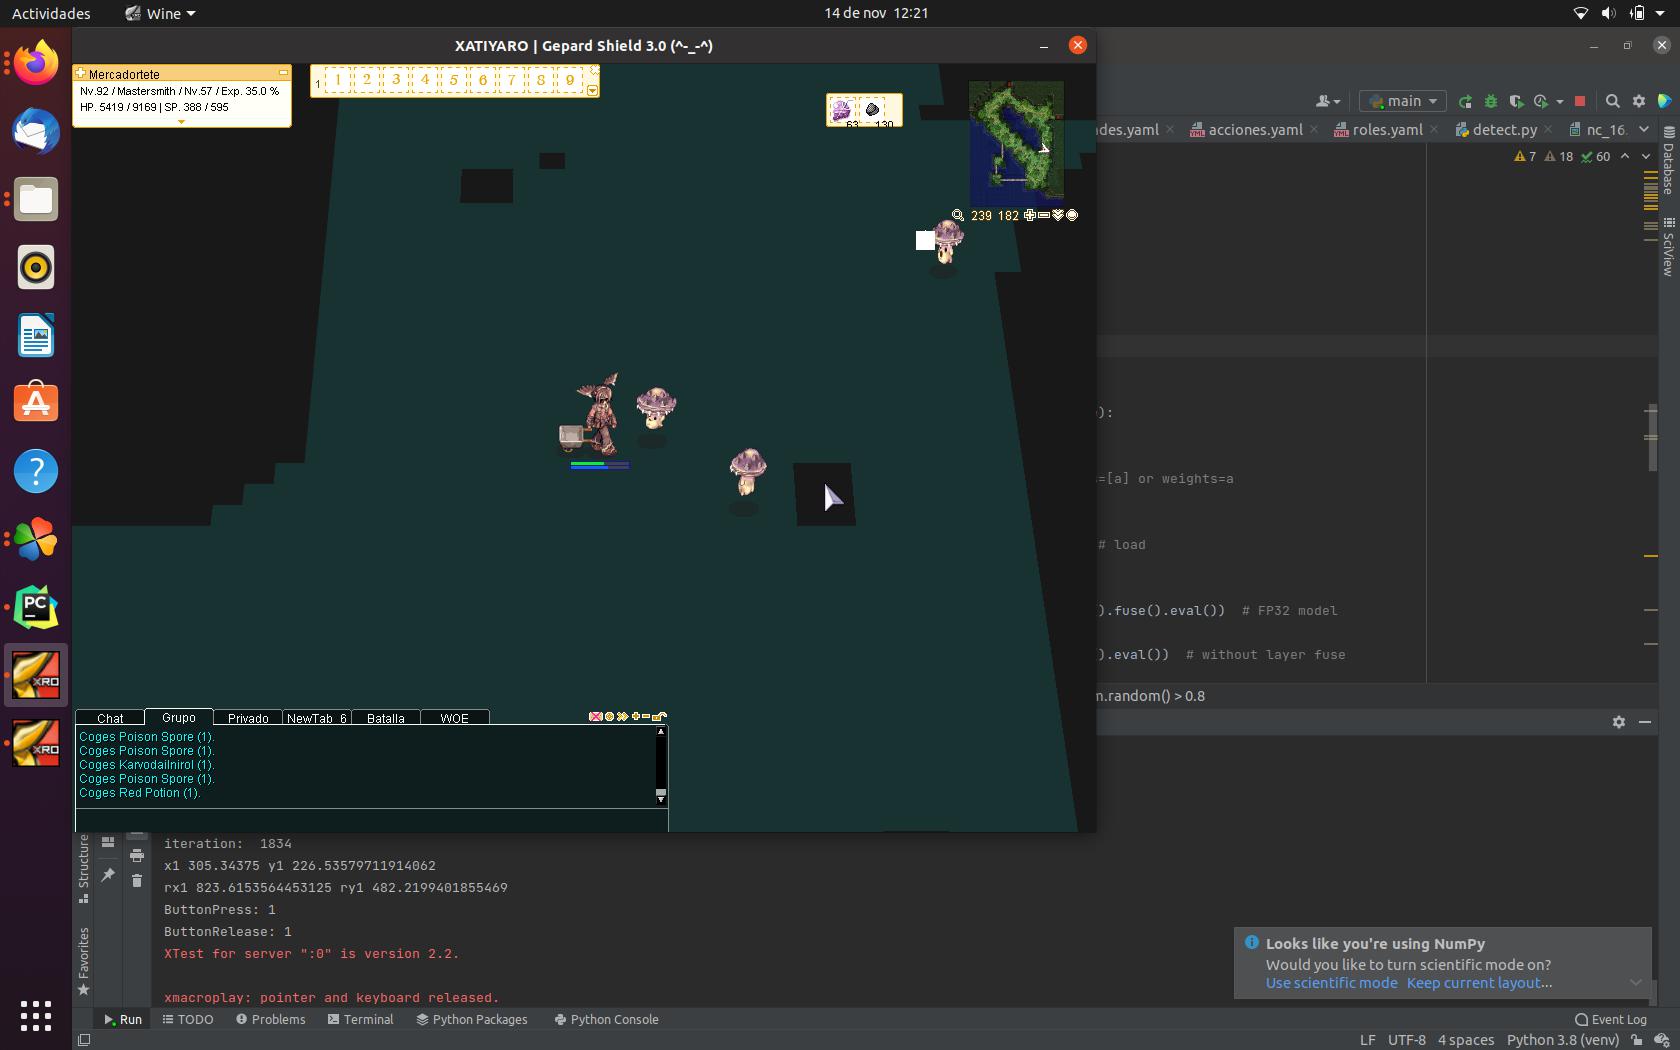 Actividades
Wine
14 de nov 12:21
XATIYARO | Gepard Shield 3.0 (^-_-^)
Mercadortete
Nv.92 / Mastersmith / Nv.57 / Exp. 35.0 %
HP. 5419 / 9169 | SP. 388 / 595
1 1 2 3 4 5 6 7 8 9
63 130
239 182
main
des.yaml
acciones.yaml
roles.yaml
detect.py
nc_16.
7 18 60
Database
SciView
):
=[a] or weights=a
# load
).fuse().eval()) # FP32 model
).eval()) # without layer fuse
m.random() > 0.8
PC
XRO
XRO
Chat Grupo Privado NewTab_6 Batalla WOE
Coges Poison Spore (1).
Coges Poison Spore (1).
Coges Karvodailnirol (1).
Coges Poison Spore (1).
Coges Red Potion (1).
Structure
Favorites
iteration: 1834
x1 305.34375 y1 226.53579711914062
rx1 823.6153564453125 ry1 482.2199401855469
ButtonPress: 1
ButtonRelease: 1
XTest for server ":0" is version 2.2.
xmacroplay: pointer and keyboard released.
Looks like you're using NumPy
Would you like to turn scientific mode on?
Use scientific mode Keep current layout...
Run TODO Problems Terminal Python Packages Python Console
Event Log
LF UTF-8 4 spaces Python 3.8 (venv)